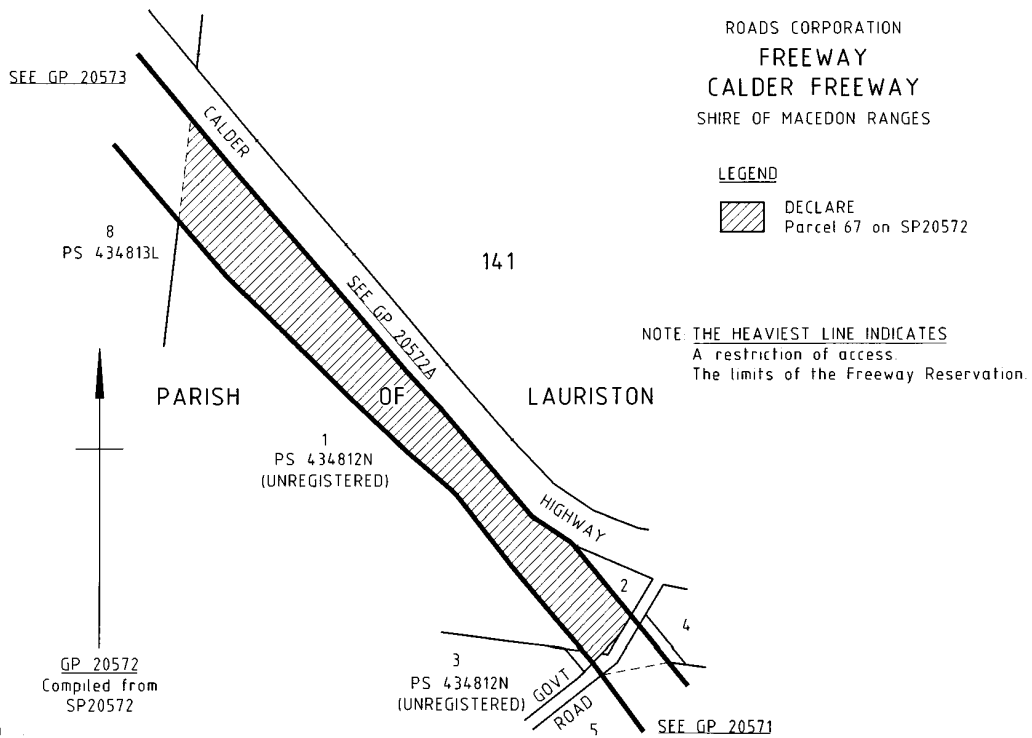 ROADS CORPORATION
FREEWAY
CALDER FREEWAY
SHIRE OF MACEDON RANGES
LEGEND
DECLARE
Parcel 67 on SP20572
NOTE: THE HEAVIEST LINE INDICATES
A restriction of access.
The limits of the Freeway Reservation.
SEE GP 20573
CALDER
8
PS 434813L
141
SEE GP 20572A
PARISH OF LAURISTON
1
PS 434812N
(UNREGISTERED)
HIGHWAY
2
4
3
PS 434812N
(UNREGISTERED)
GOVT
ROAD
5
SEE GP 20571
GP 20572
Compiled from
SP20572